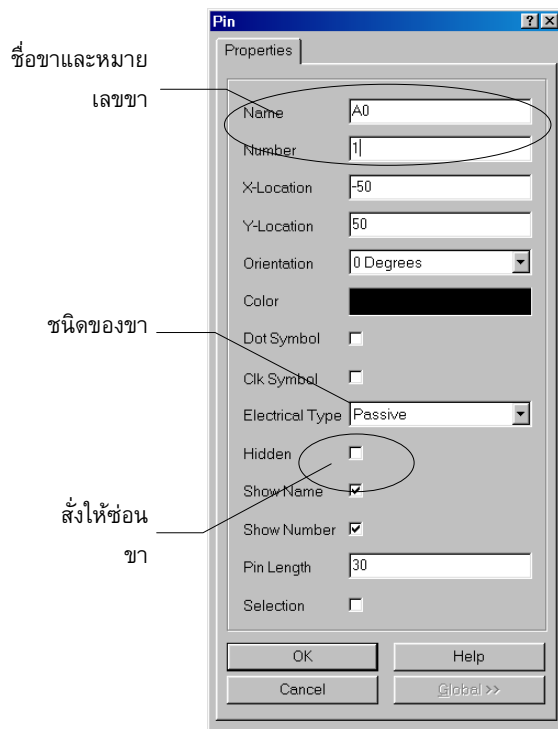 Pin
Properties
ชื่อขาและหมาย
เลขขา
Name A0
Number 1
X-Location -50
Y-Location 50
Orientation 0 Degrees
Color
ชนิดของขา
Dot Symbol
Clk Symbol
Electrical Type Passive
Hidden
สั่งให้ซ่อน
ขา
Show Name
Show Number
Pin Length 30
Selection
OK Help
Cancel Global >>